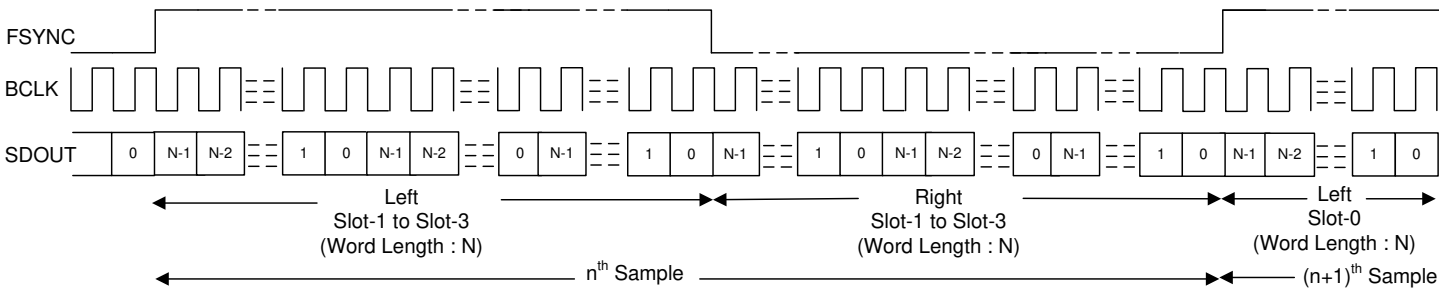 FSYNC
BCLK
SDOUT 0 N-1 N-2 1 0 N-1 N-2 0 N-1 1 0 N-1 1 0 N-1 N-2 0 N-1 1 0 N-1 N-2 1 0
Left Right Left
Slot-1 to Slot-3 Slot-1 to Slot-3 Slot-0
(Word Length : N) (Word Length : N) (Word Length : N)
nth Sample (n+1)th Sample